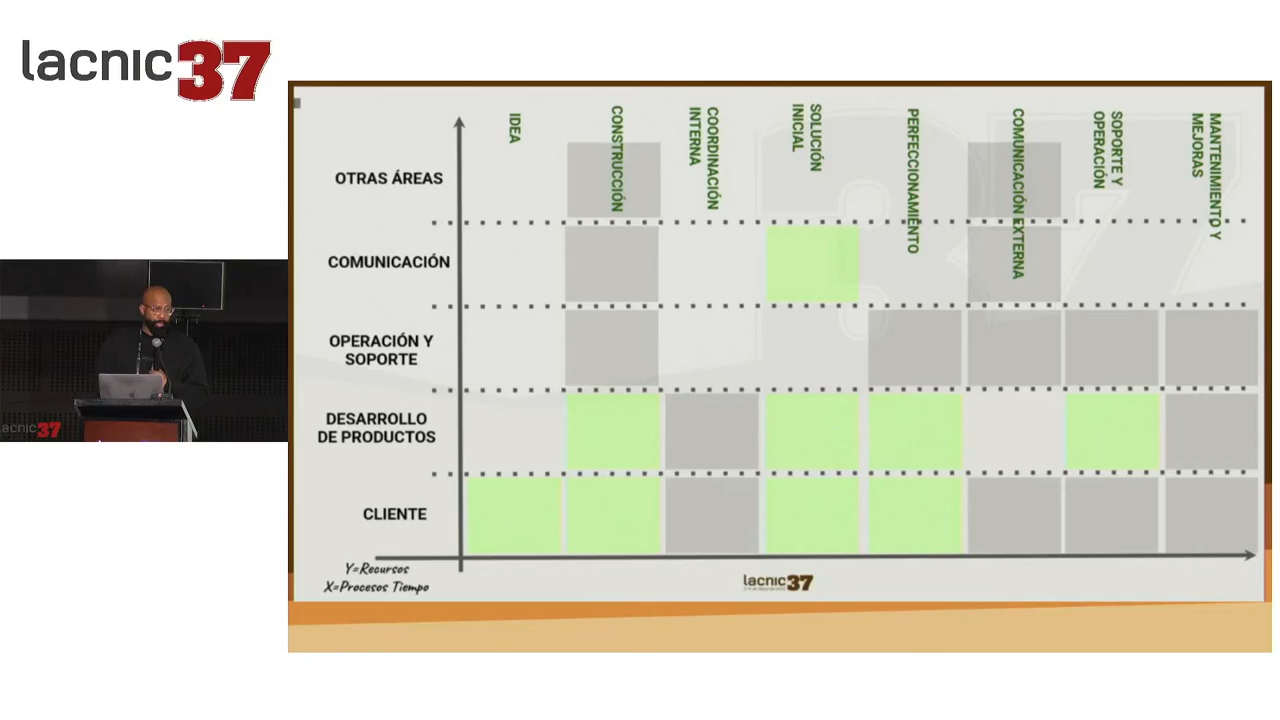 lacnic37
IDEA
CONSTRUCCIÓN
COORDINACIÓN
INTERNA
SOLUCIÓN
INICIAL
PERFECCIONAMIENTO
COMUNICACIÓN EXTERNA
SOPORTE Y
OPERACIÓN
MANTENIMIENTO Y
MEJORAS
OTRAS ÁREAS
COMUNICACIÓN
OPERACIÓN Y
SOPORTE
DESARROLLO
DE PRODUCTOS
CLIENTE
Y=Recursos
X=Procesos Tiempo
lacnic37
lacnic37